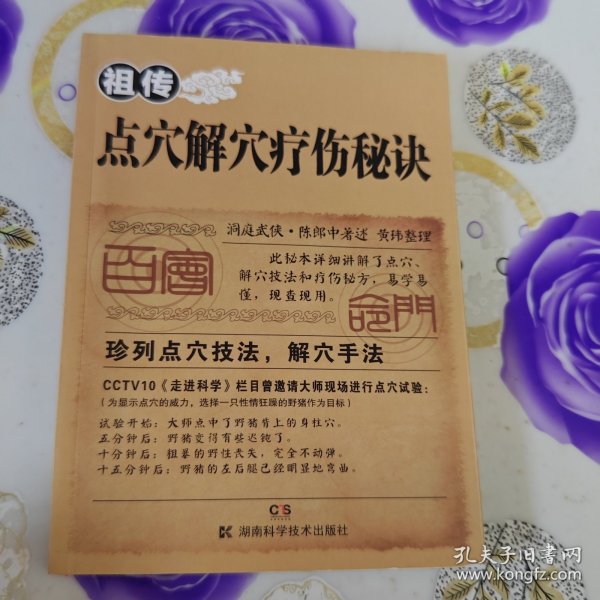 祖传
点穴解穴疗伤秘诀
洞庭武侠·陈郎中著述 黄玮整理
百會
此秘本详细讲解了点穴、
解穴技法和疗伤秘方，易学易
懂，现查现用。
命門
珍列点穴技法，解穴手法
CCTV10《走进科学》栏目曾邀请大师现场进行点穴试验：
（为显示点穴的威力，选择一只性情狂躁的野猪作为目标）
试验开始：大师点中了野猪背上的身柱穴。
五分钟后：野猪变得有些迟钝了。
十分钟后：粗暴的野性丧失，完全不动弹。
十五分钟后：野猪的左后腿已经明显地弯曲。
湖南科学技术出版社
孔夫子旧书网
www.kongfz.com